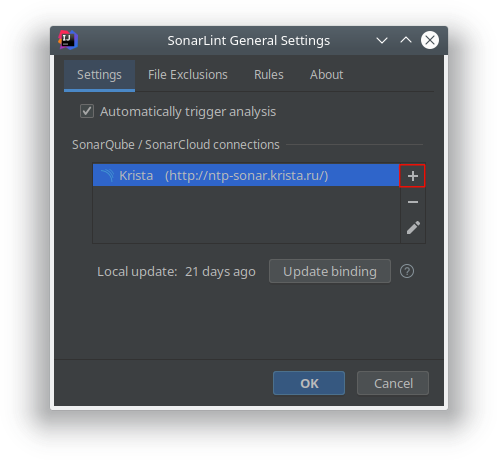 SonarLint General Settings
Settings File Exclusions Rules About
Automatically trigger analysis
SonarQube / SonarCloud connections
Krista (http://ntp-sonar.krista.ru/)
Local update: 21 days ago Update binding ?
OK Cancel